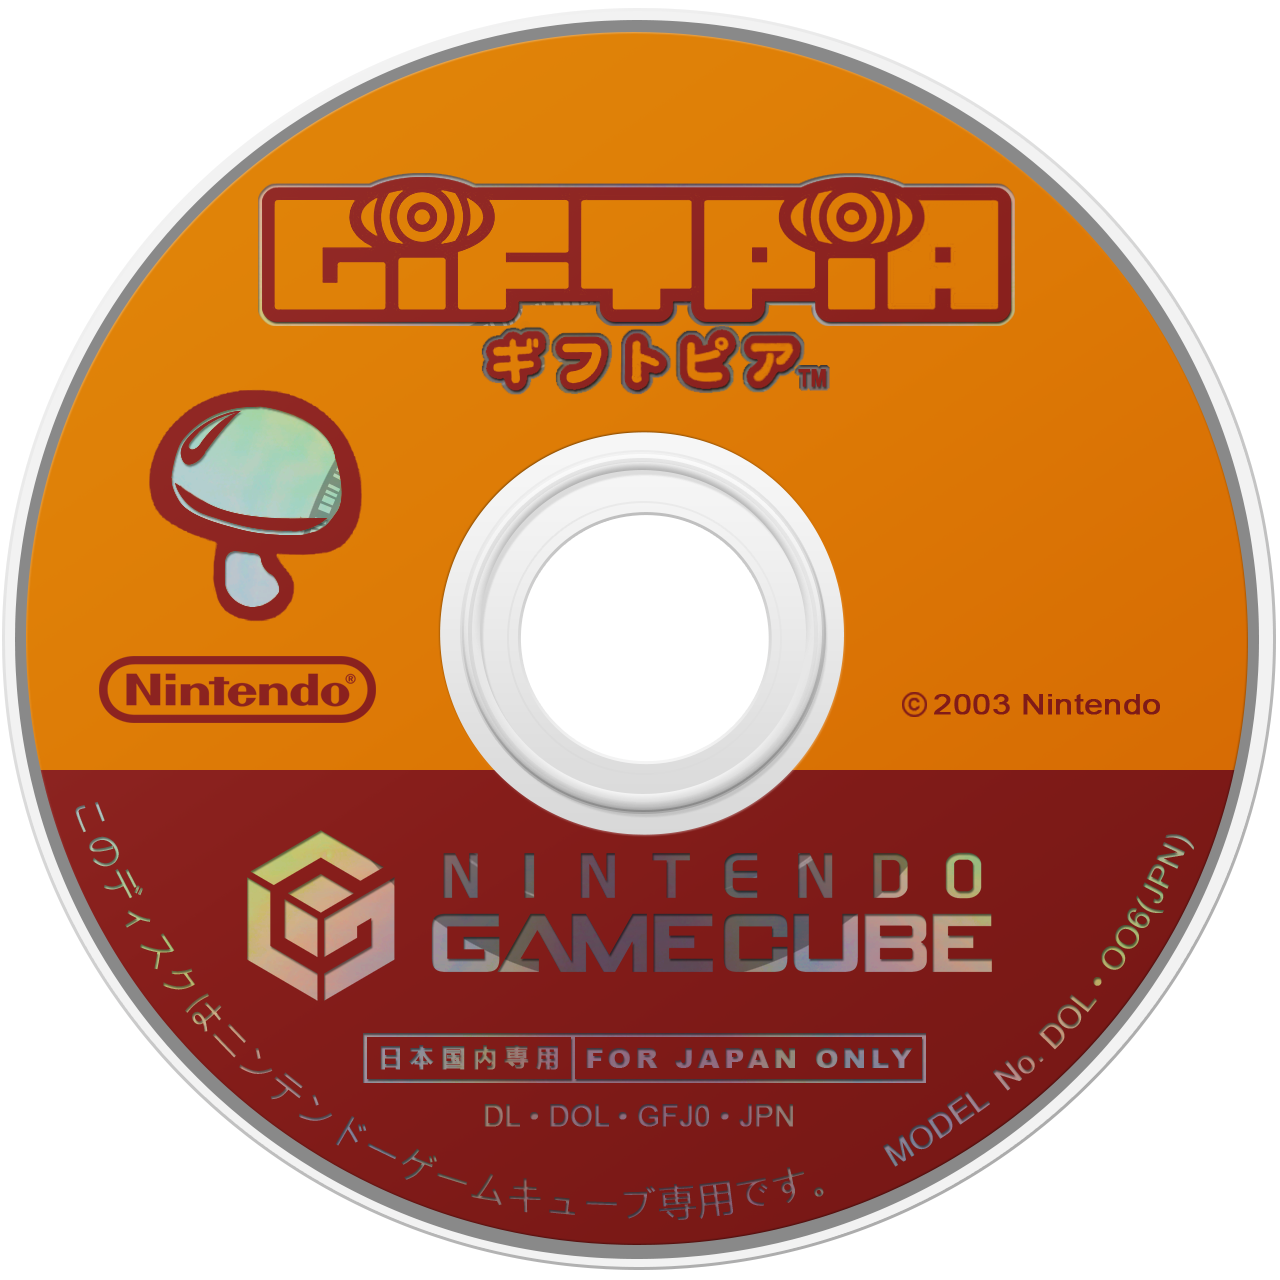 GiFTPiA
ギフトピア™
Nintendo®
©2003 Nintendo
NINTENDO
GAMECUBE
日本国内専用 FOR JAPAN ONLY
DL・DOL・GFJ0・JPN
このディスクはニンテンドーゲームキューブ専用です。
MODEL No. DOL・006(JPN)